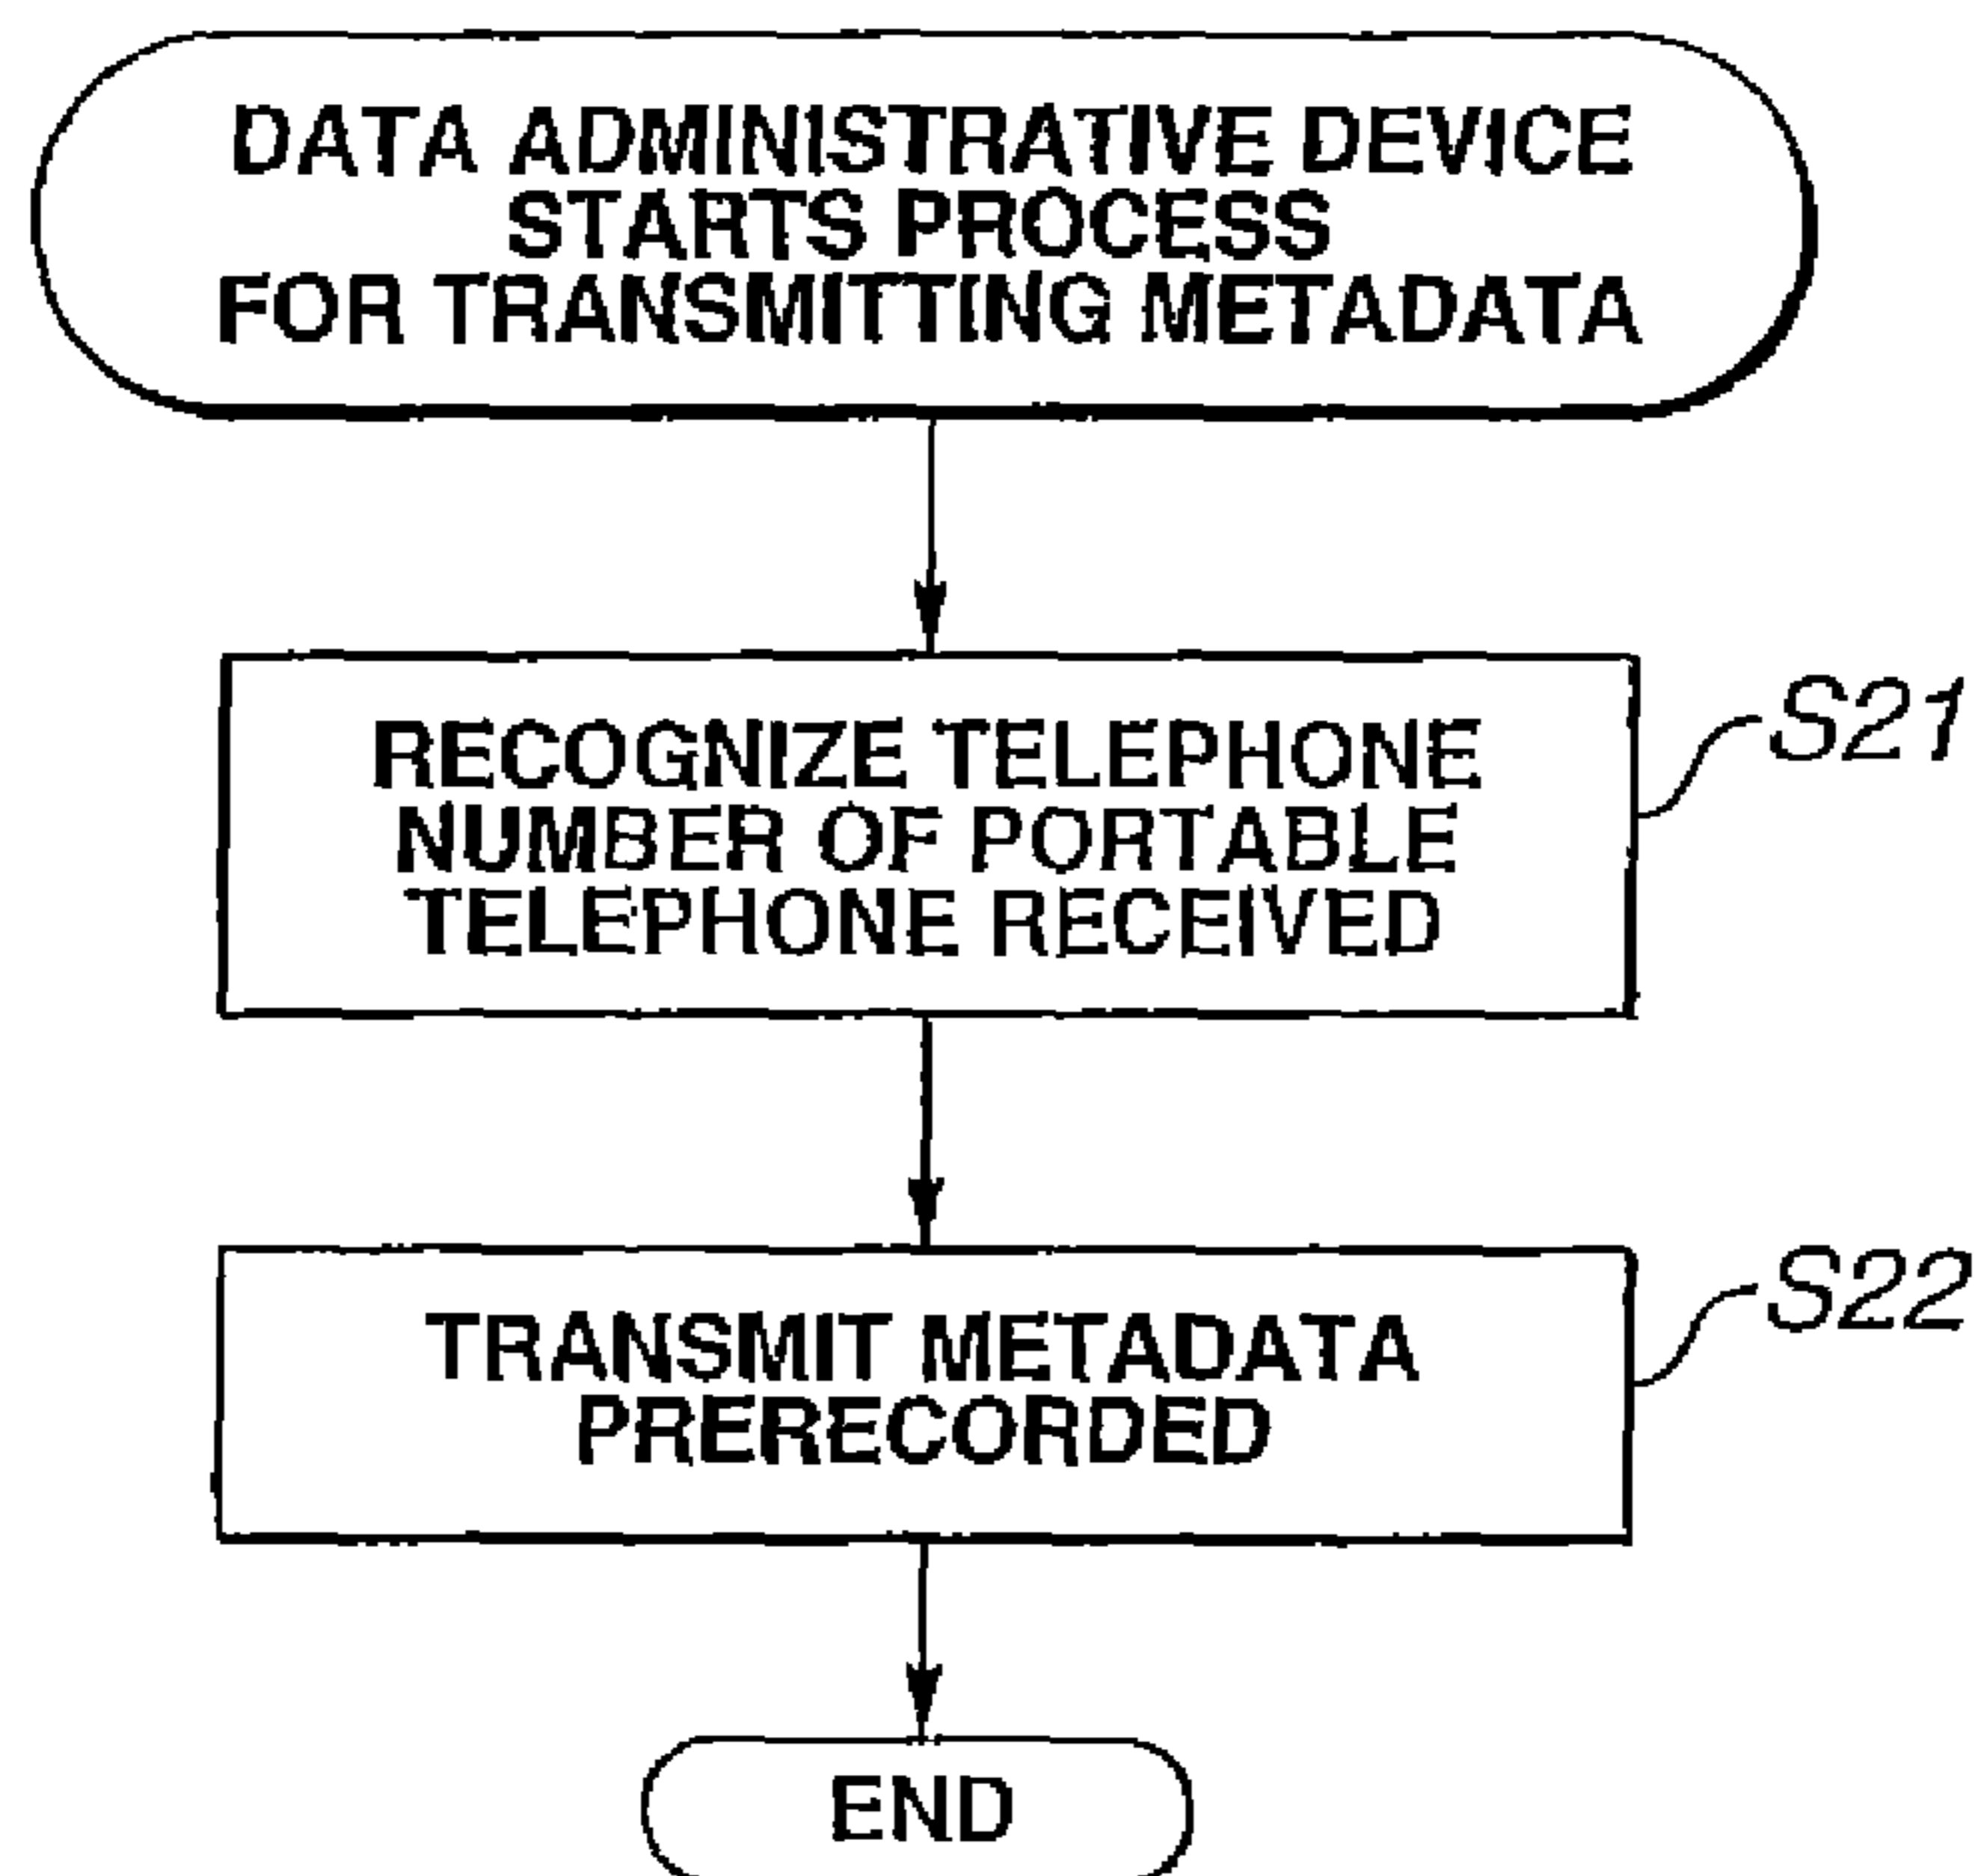 DATA ADMINISTRATIVE DEVICE
STARTS PROCESS
FOR TRANSMITTING METADATA
RECOGNIZE TELEPHONE
NUMBER OF PORTABLE
TELEPHONE RECEIVED
S21
TRANSMIT METADATA
PRERECORDED
S22
END